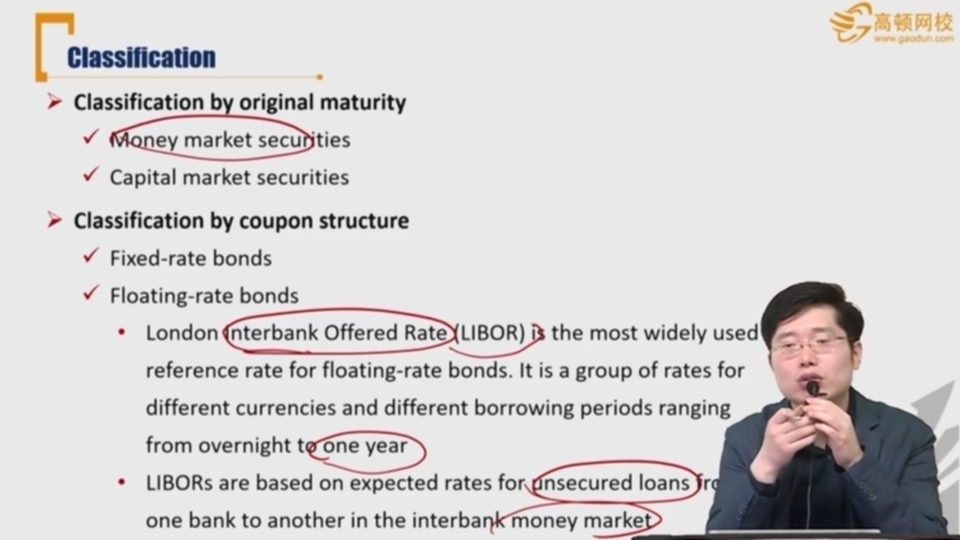 高顿网校
www.gaodun.com
Classification
Classification by original maturity
Money market securities
Capital market securities
Classification by coupon structure
Fixed-rate bonds
Floating-rate bonds
London Interbank Offered Rate (LIBOR) is the most widely used
reference rate for floating-rate bonds. It is a group of rates for
different currencies and different borrowing periods ranging
from overnight to one year
LIBORs are based on expected rates for unsecured loans
one bank to another in the interbank money market